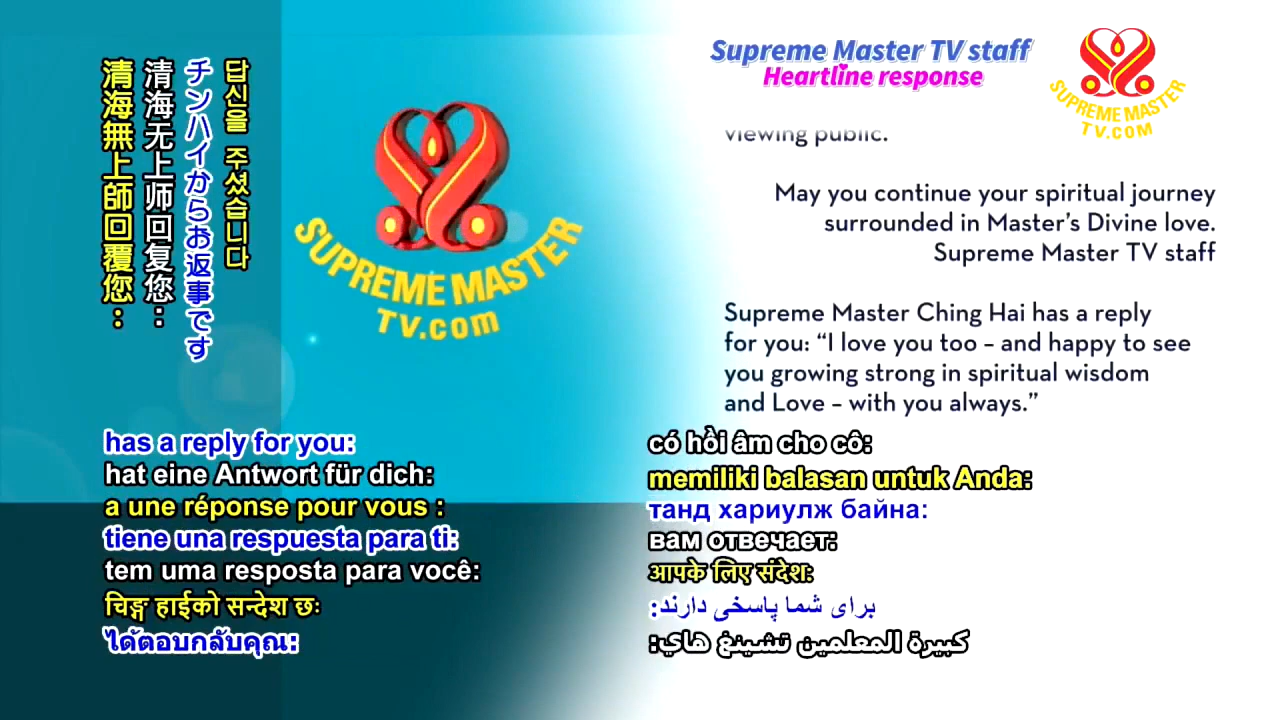 답신을 주셨습니다
チンハイからお返事です
清海无上师回复您：
清海無上師回覆您：
SUPREME MASTER
TV.com
Supreme Master TV staff
Heartline response
SUPREME MASTER
TV.COM
viewing public.
May you continue your spiritual journey
surrounded in Master’s Divine love.
Supreme Master TV staff
Supreme Master Ching Hai has a reply
for you: “I love you too – and happy to see
you growing strong in spiritual wisdom
and Love – with you always.”
has a reply for you:
hat eine Antwort für dich:
a une réponse pour vous :
tiene una respuesta para ti:
tem uma resposta para você:
चिङ्ग हाईको सन्देश छः
ได้ตอบกลับคุณ:
có hồi âm cho cô:
memiliki balasan untuk Anda:
танд хариулж байна:
вам отвечает:
आपके लिए संदेश:
برای شما پاسخی دارند:
كبيرة المعلمين تشينغ هاي: